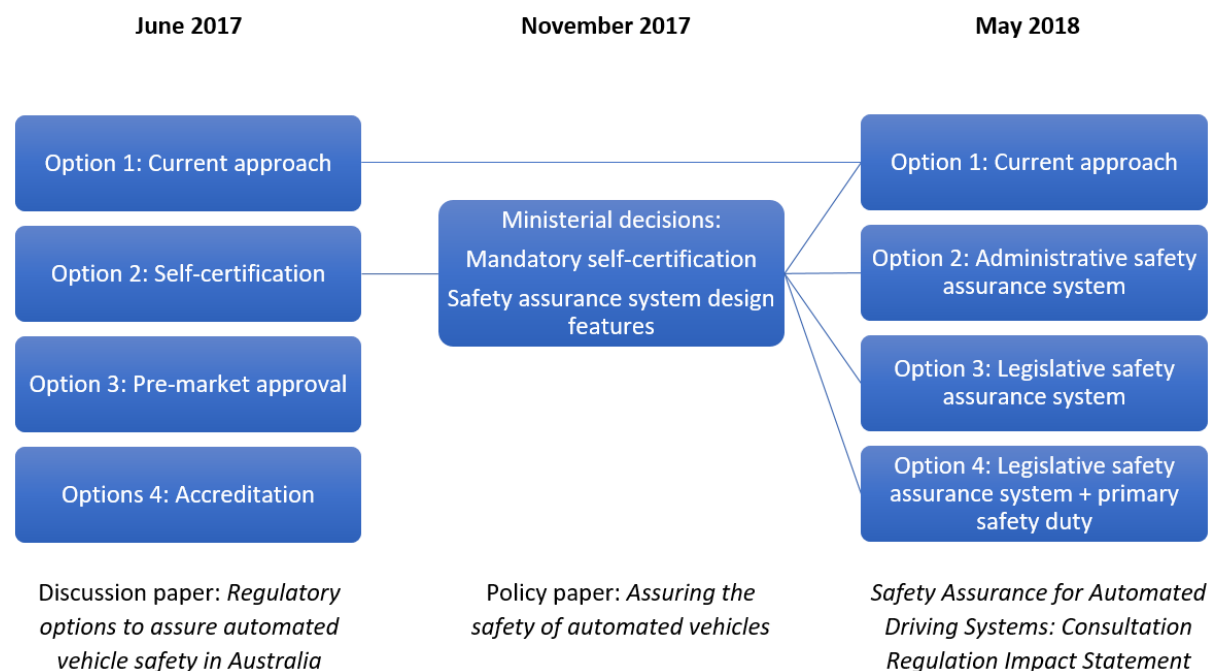 June 2017
November 2017
May 2018
Option 1: Current approach
Option 2: Self-certification
Option 3: Pre-market approval
Options 4: Accreditation
Ministerial decisions:
Mandatory self-certification
Safety assurance system design
features
Option 1: Current approach
Option 2: Administrative safety
assurance system
Option 3: Legislative safety
assurance system
Option 4: Legislative safety
assurance system + primary
safety duty
Discussion paper: Regulatory
options to assure automated
vehicle safety in Australia
Policy paper: Assuring the
safety of automated vehicles
Safety Assurance for Automated
Driving Systems: Consultation
Regulation Impact Statement